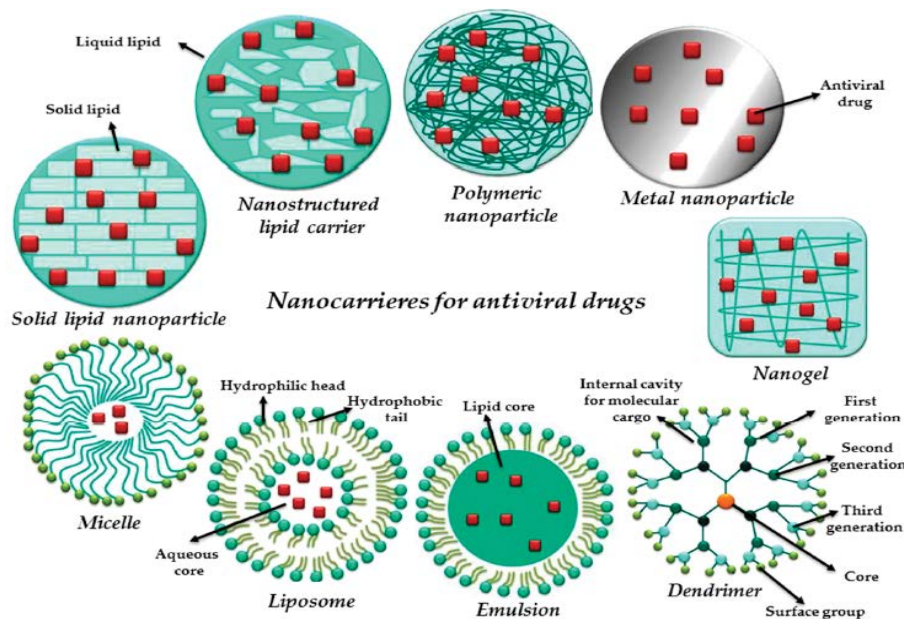 Liquid lipid
Solid lipid
Antiviral
drug
Nanostructured
lipid carrier
Polymeric
nanoparticle
Metal nanoparticle
Solid lipid nanoparticle
Nanocarrieres for antiviral drugs
Nanogel
Hydrophilic head
Hydrophobic
tail
Lipid core
Internal cavity
for molecular
cargo
First
generation
Second
generation
Third
generation
Micelle
Aqueous
core
Liposome
Emulsion
Dendrimer
Core
Surface group